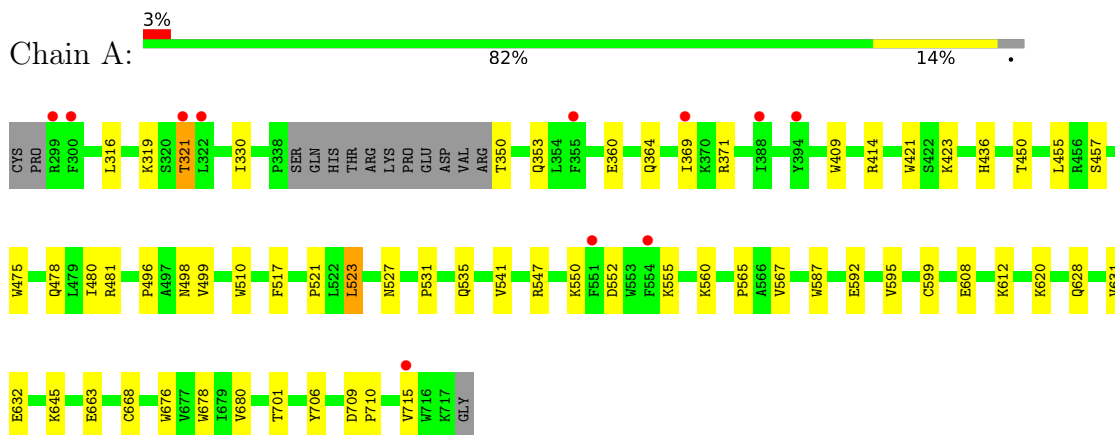 3%
Chain A:
82% 14% •
CYS PRO R299 F300 L316 K319 S320 T321 L322 I330 P338 SER GLN HIS THR ARG LYS PRO GLU ASP VAL ARG T350 Q353 L354 F355 E360 Q364 I369 K370 R371 I388 Y394 W409 R414 W421 S422 K423 H436 T450 L455 R456 S457
W475 Q478 L479 I480 R481 P496 A497 N498 V499 W510 F517 P521 L522 L523 N527 P531 Q535 V541 R547 K550 F551 D552 W553 F554 K555 K560 P565 A566 V567 W587 E592 V595 C599 E608 K612 K620 Q628 V631
E632 K645 E663 C668 W676 V677 W678 I679 V680 T701 Y706 D709 P710 V715 W716 K717 GLY